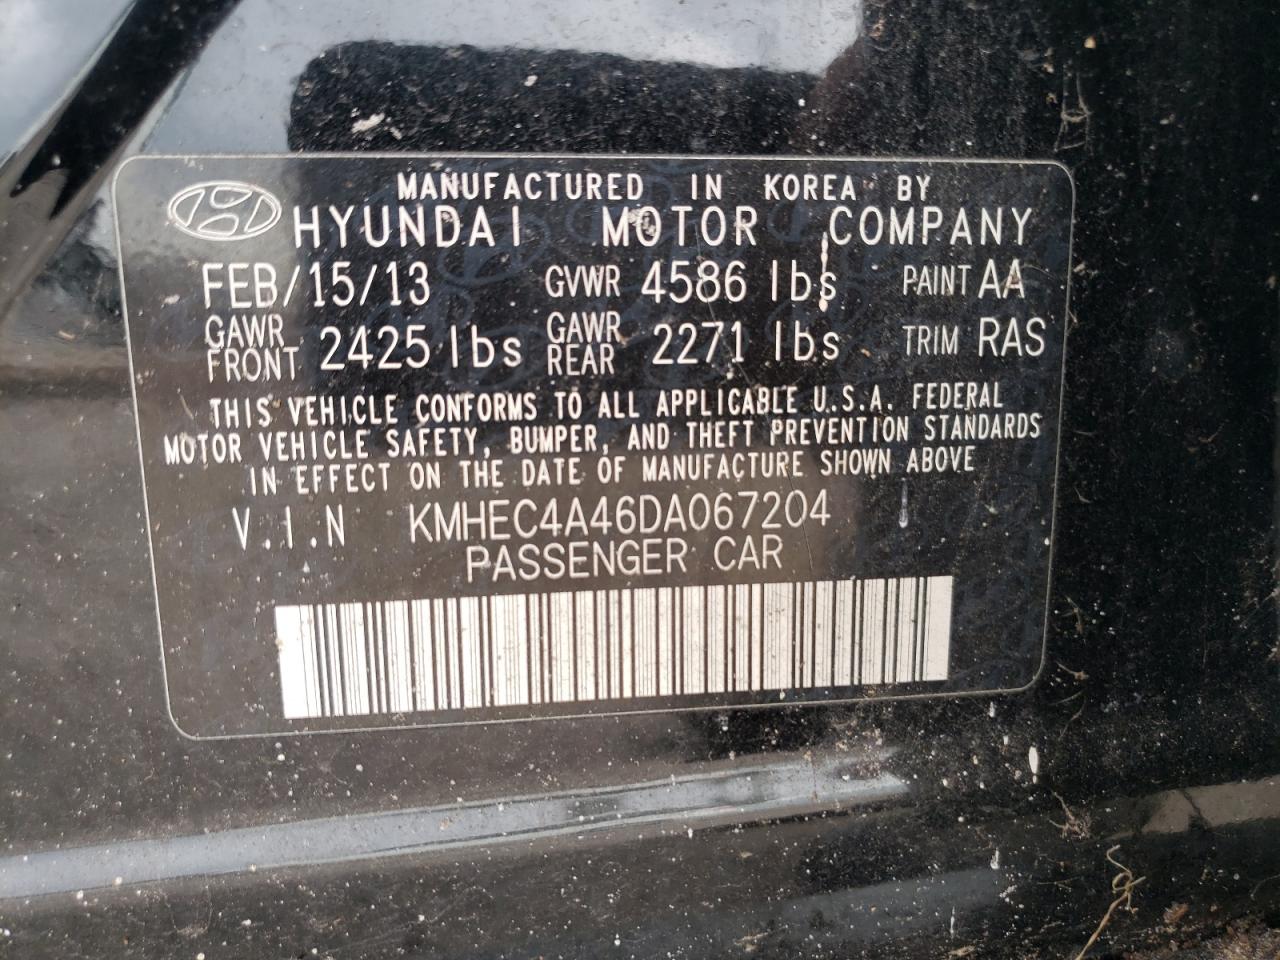 MANUFACTURED IN KOREA BY
HYUNDAI MOTOR COMPANY
FEB/15/13 GVWR 4586 lbs PAINT AA
GAWR FRONT 2425 lbs GAWR REAR 2271 lbs TRIM RAS
THIS VEHICLE CONFORMS TO ALL APPLICABLE U.S.A. FEDERAL
MOTOR VEHICLE SAFETY, BUMPER, AND THEFT PREVENTION STANDARDS
IN EFFECT ON THE DATE OF MANUFACTURE SHOWN ABOVE
V.I.N KMHEC4A46DA067204
PASSENGER CAR